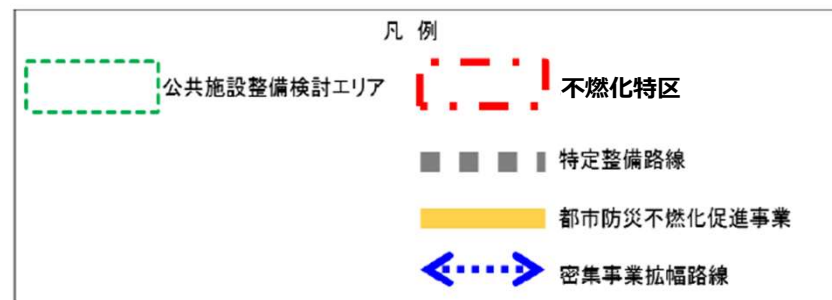 凡 例
公共施設整備検討エリア
不燃化特区
特定整備路線
都市防災不燃化促進事業
密集事業拡幅路線